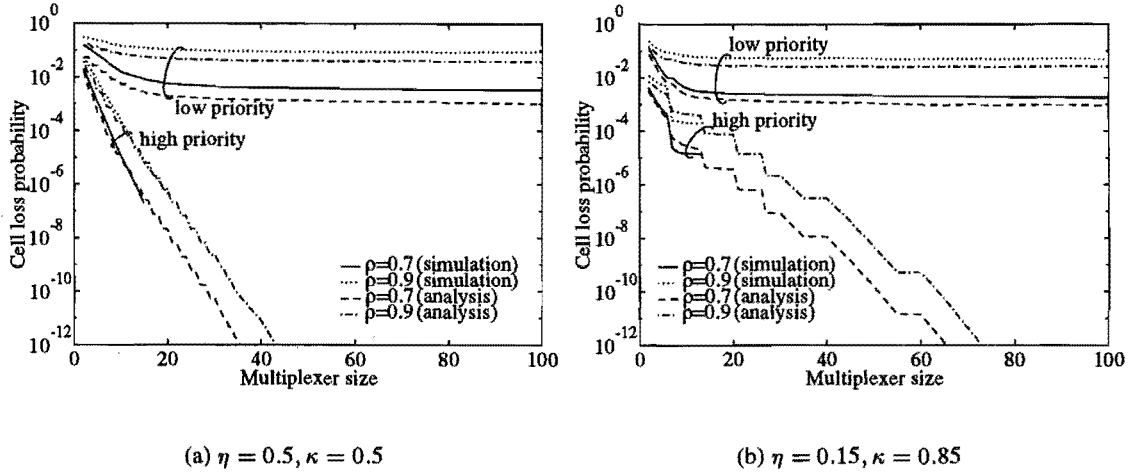 10^0
10^-2
10^-4
10^-6
10^-8
10^-10
10^-12
Cell loss probability
low priority
high priority
ρ=0.7 (simulation)
ρ=0.9 (simulation)
ρ=0.7 (analysis)
ρ=0.9 (analysis)
0 20 40 60 80 100
Multiplexer size
(a) η = 0.5, κ = 0.5
10^0
10^-2
10^-4
10^-6
10^-8
10^-10
10^-12
Cell loss probability
low priority
high priority
ρ=0.7 (simulation)
ρ=0.9 (simulation)
ρ=0.7 (analysis)
ρ=0.9 (analysis)
0 20 40 60 80 100
Multiplexer size
(b) η = 0.15, κ = 0.85